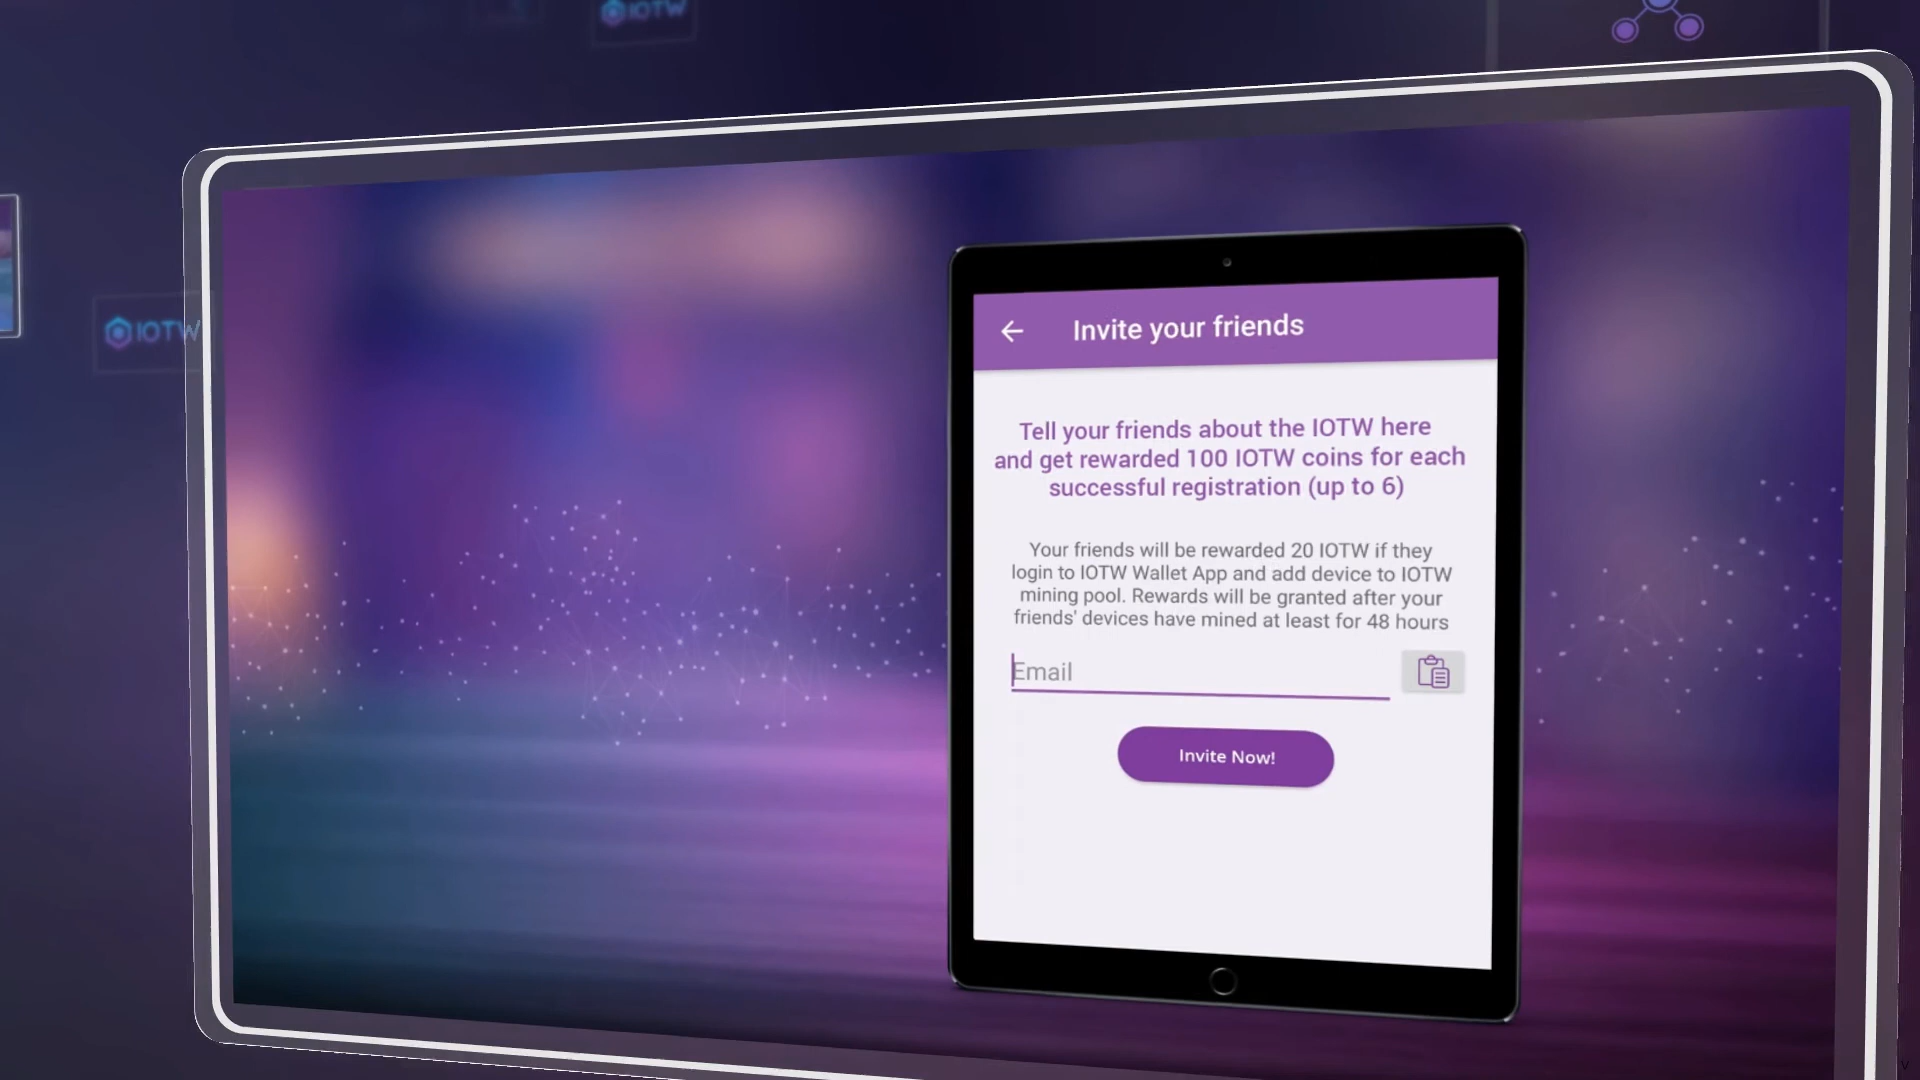 IOTW
IOTW
Invite your friends
Tell your friends about the IOTW here
and get rewarded 100 IOTW coins for each
successful registration (up to 6)
Your friends will be rewarded 20 IOTW if they
login to IOTW Wallet App and add device to IOTW
mining pool. Rewards will be granted after your
friends' devices have mined at least for 48 hours
Email
Invite Now!